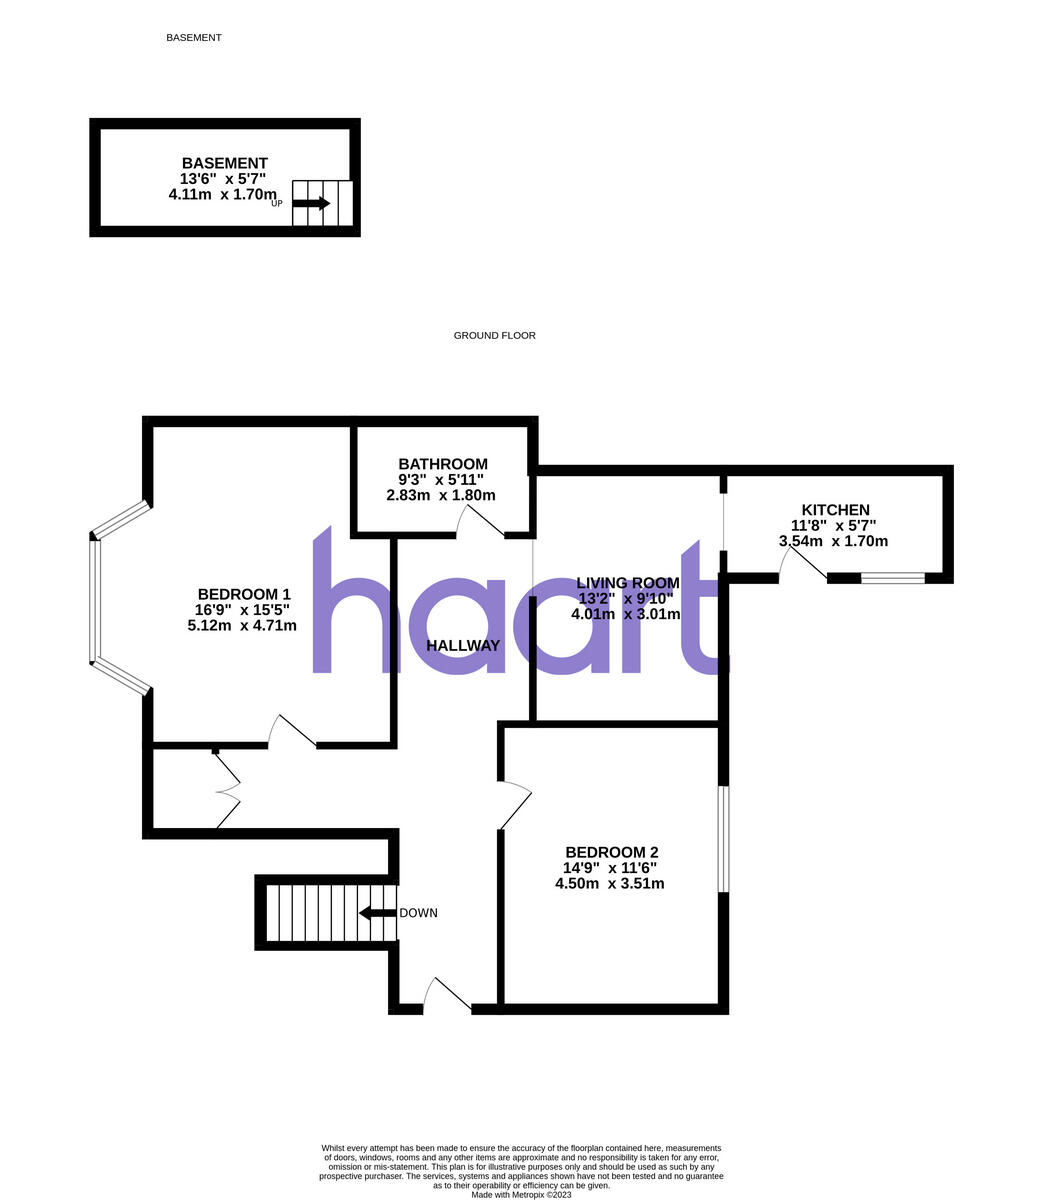 BASEMENT
BASEMENT
13'6" x 5'7"
4.11m x 1.70m
UP
GROUND FLOOR
BATHROOM
9'3" x 5'11"
2.83m x 1.80m
KITCHEN
11'8" x 5'7"
3.54m x 1.70m
LIVING ROOM
13'2" x 9'10"
4.01m x 3.01m
BEDROOM 1
16'9" x 15'5"
5.12m x 4.71m
haart
HALLWAY
BEDROOM 2
14'9" x 11'6"
4.50m x 3.51m
DOWN
Whilst every attempt has been made to ensure the accuracy of the floorplan contained here, measurements
of doors, windows, rooms and any other items are approximate and no responsibility is taken for any error,
omission or mis-statement. This plan is for illustrative purposes only and should be used as such by any
prospective purchaser. The services, systems and appliances shown have not been tested and no guarantee
as to their operability or efficiency can be given.
Made with Metropix ©2023